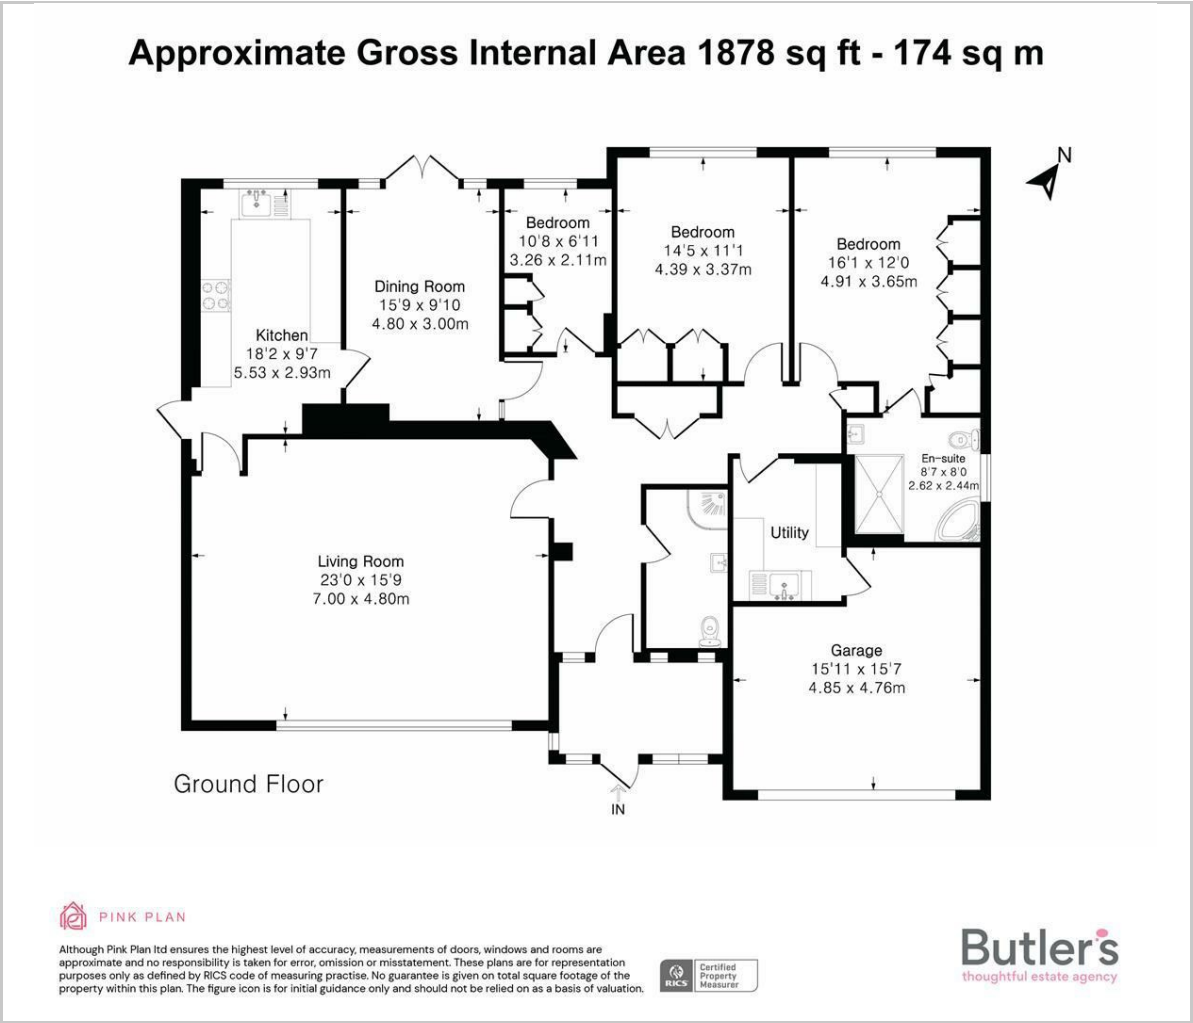 Approximate Gross Internal Area 1878 sq ft - 174 sq m
N
Bedroom
10'8 x 6'11
3.26 x 2.11m
Bedroom
14'5 x 11'1
4.39 x 3.37m
Bedroom
16'1 x 12'0
4.91 x 3.65m
Dining Room
15'9 x 9'10
4.80 x 3.00m
Kitchen
18'2 x 9'7
5.53 x 2.93m
En-suite
8'7 x 8'0
2.62 x 2.44m
Utility
Living Room
23'0 x 15'9
7.00 x 4.80m
Garage
15'11 x 15'7
4.85 x 4.76m
Ground Floor
IN
PINK PLAN
Although Pink Plan ltd ensures the highest level of accuracy, measurements of doors, windows and rooms are
approximate and no responsibility is taken for error, omission or misstatement. These plans are for representation
purposes only as defined by RICS code of measuring practise. No guarantee is given on total square footage of the
property within this plan. The figure icon is for initial guidance only and should not be relied on as a basis of valuation.
RICS
Certified
Property
Measurer
Butler's
thoughtful estate agency